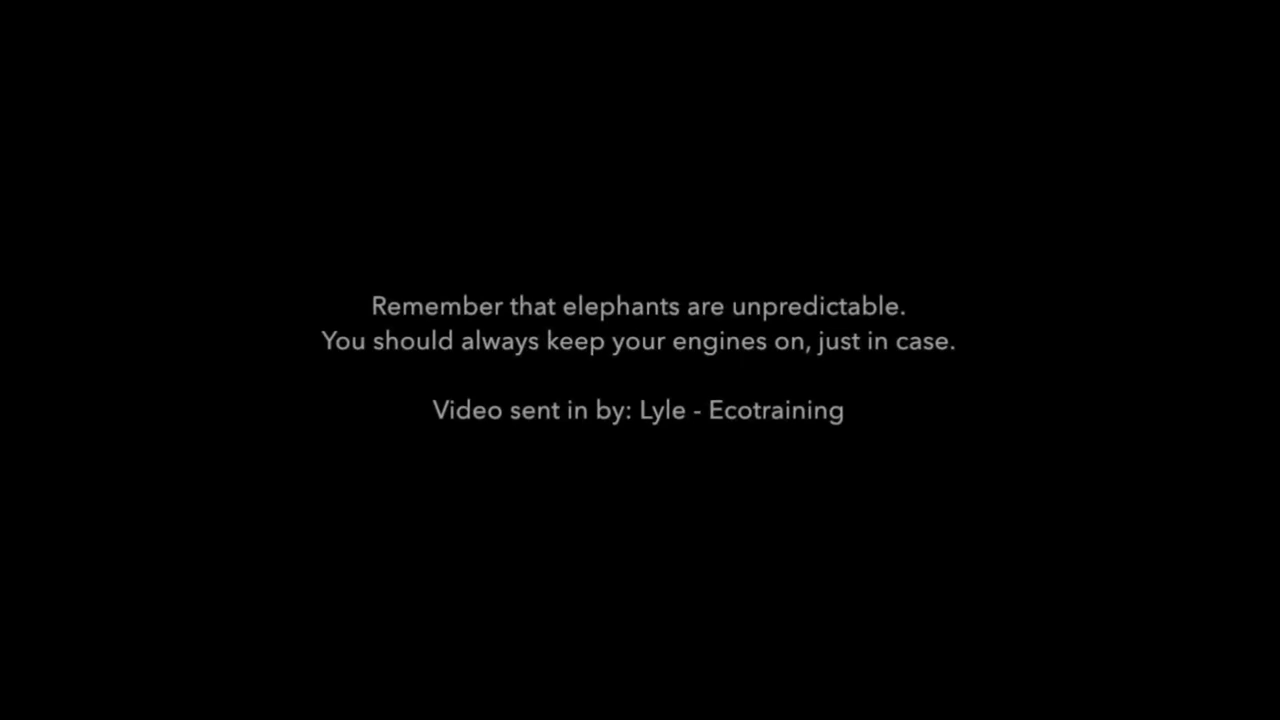 Remember that elephants are unpredictable.
You should always keep your engines on, just in case.
Video sent in by: Lyle - Ecotraining